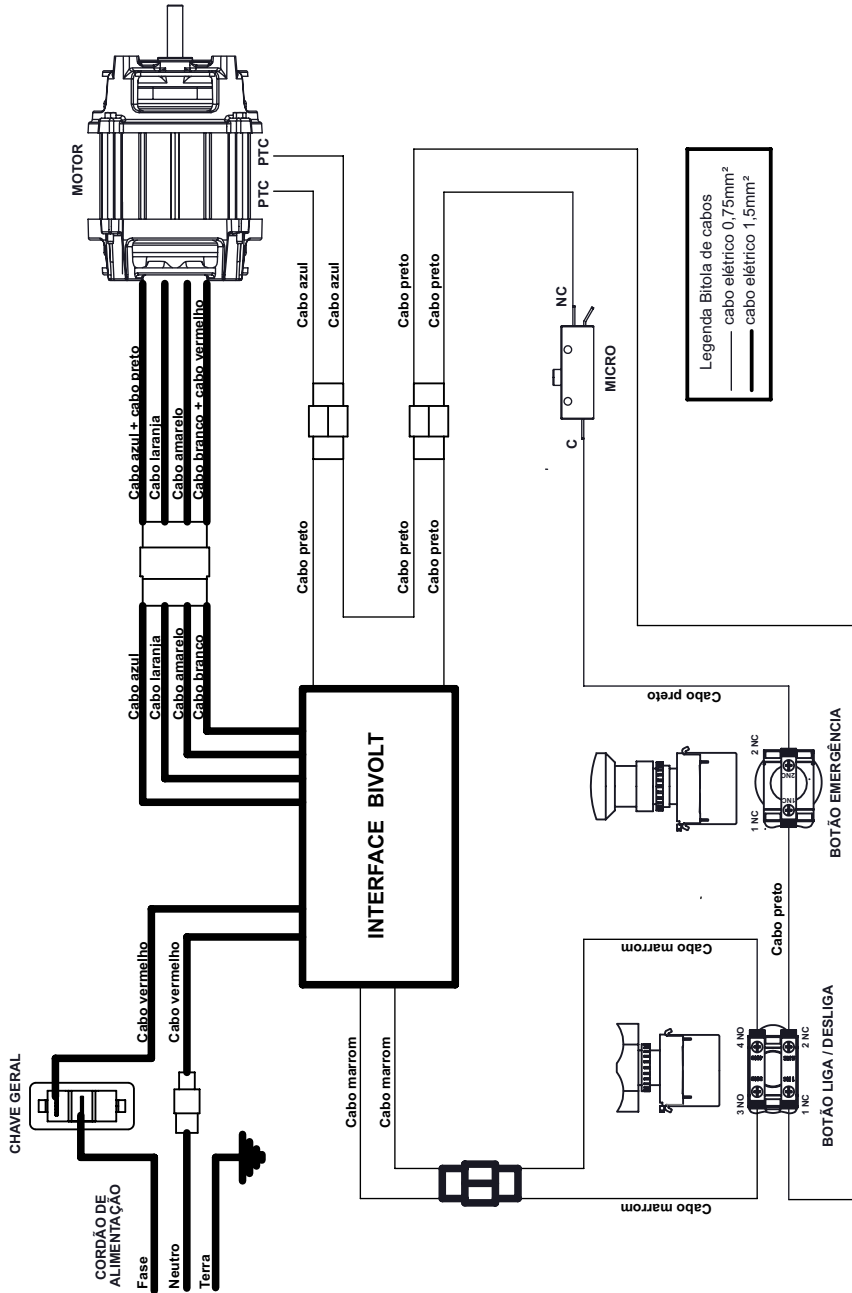 CORDÃO DE
ALIMENTAÇÃO
Fase
Neutro
Terra
CHAVE GERAL
Cabo vermelho
Cabo vermelho
Cabo azul
Cabo laranja
Cabo amarelo
Cabo branco
Cabo azul + cabo preto
Cabo laranja
Cabo amarelo
Cabo branco + cabo vermelho
MOTOR
PTC
PTC
INTERFACE BIVOLT
Cabo preto
Cabo azul
Cabo azul
Cabo preto
Cabo preto
Cabo preto
Cabo preto
Cabo marrom
Cabo marrom
Cabo marrom
Cabo marrom
C
NC
MICRO
Cabo preto
3 NO
4 NO
1 NC
2 NC
BOTÃO LIGA / DESLIGA
Cabo preto
1 NC
2 NC
1NC
2NC
BOTÃO EMERGÊNCIA
Legenda Bitola de cabos
cabo elétrico 0,75mm²
cabo elétrico 1,5mm²